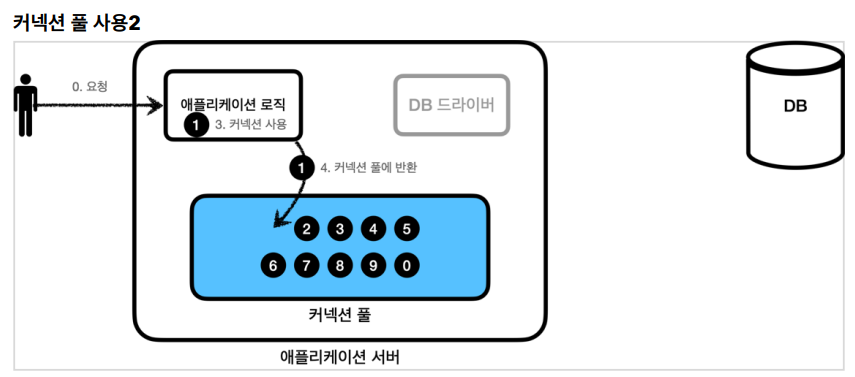 커넥션 풀 사용2
0. 요청
애플리케이션 로직
1 3. 커넥션 사용
DB 드라이버
DB
1 4. 커넥션 풀에 반환
2 3 4 5
6 7 8 9 0
커넥션 풀
애플리케이션 서버